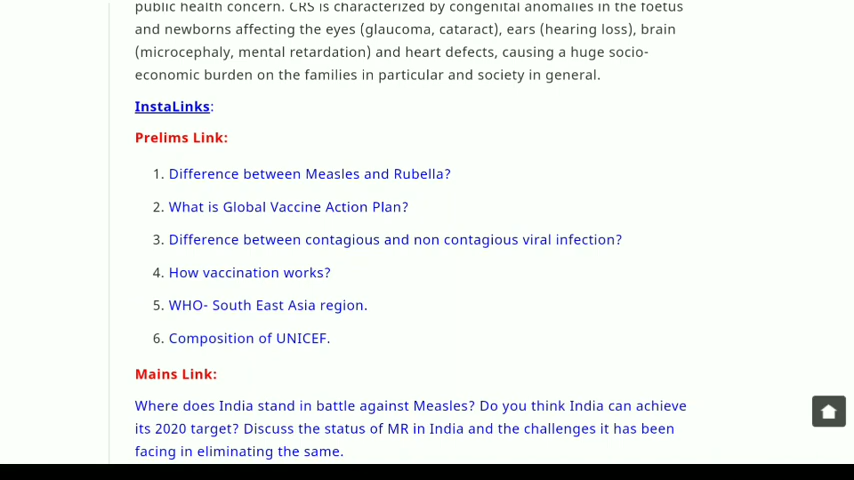 public health concern. CRS is characterized by congenital anomalies in the foetus
and newborns affecting the eyes (glaucoma, cataract), ears (hearing loss), brain
(microcephaly, mental retardation) and heart defects, causing a huge socio-
economic burden on the families in particular and society in general.
InstaLinks:
Prelims Link:
1. Difference between Measles and Rubella?
2. What is Global Vaccine Action Plan?
3. Difference between contagious and non contagious viral infection?
4. How vaccination works?
5. WHO- South East Asia region.
6. Composition of UNICEF.
Mains Link:
Where does India stand in battle against Measles? Do you think India can achieve
its 2020 target? Discuss the status of MR in India and the challenges it has been
facing in eliminating the same.